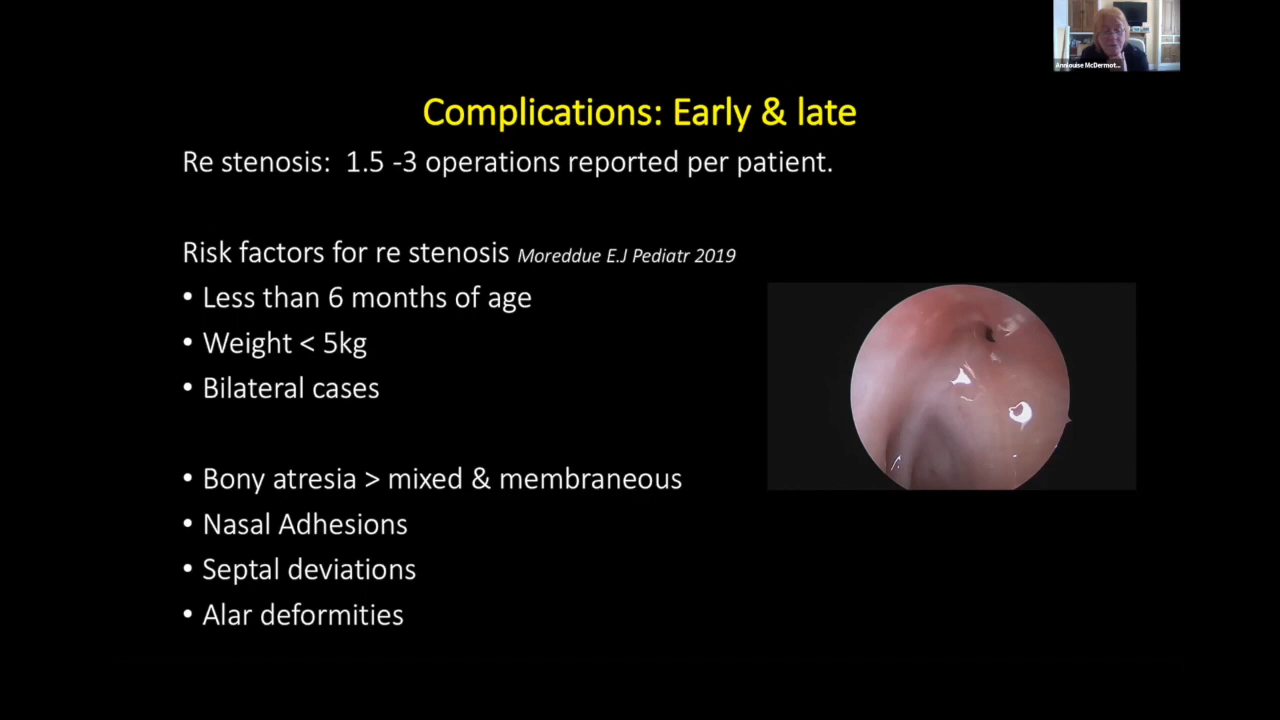 Annlouise McDermot...
Complications: Early & late
Re stenosis: 1.5 -3 operations reported per patient.
Risk factors for re stenosis Moreddue E.J Pediatr 2019
• Less than 6 months of age
• Weight < 5kg
• Bilateral cases
• Bony atresia > mixed & membraneous
• Nasal Adhesions
• Septal deviations
• Alar deformities